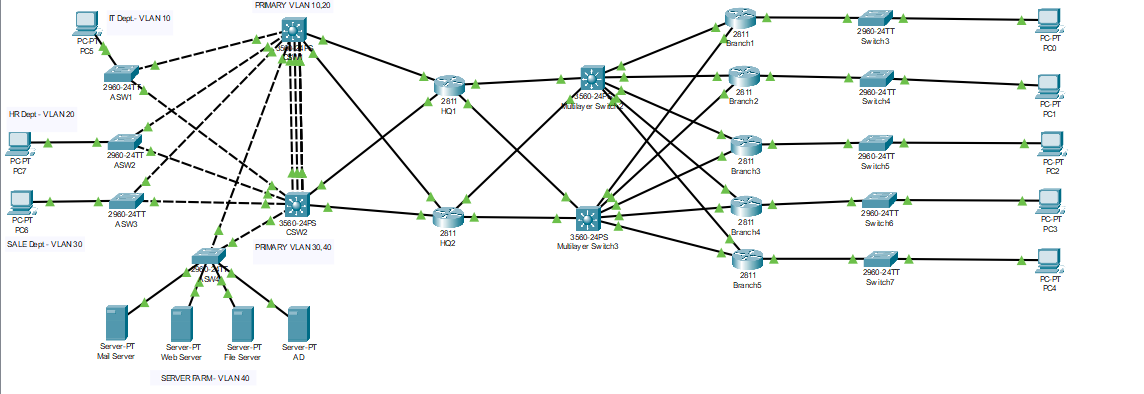 IT Dept.- VLAN 10
PC-PT
PC5
2960-24TT
ASW1
HR Dept - VLAN 20
PC-PT
PC7
2960-24TT
ASW2
PC-PT
PC6
2960-24TT
ASW3
SALE Dept - VLAN 30
PRIMARY VLAN 10,20
3560-24PS
CSW1
3560-24PS
CSW2
PRIMARY VLAN 30,40
2960-24TT
ASW4
Server-PT
Mail Server
Server-PT
Web Server
Server-PT
File Server
Server-PT
AD
SERVER FARM - VLAN 40
2811
HQ1
2811
HQ2
3560-24PS
Multilayer Switch2
3560-24PS
Multilayer Switch3
2811
Branch1
2960-24TT
Switch3
PC-PT
PC0
2811
Branch2
2960-24TT
Switch4
PC-PT
PC1
2811
Branch3
2960-24TT
Switch5
PC-PT
PC2
2811
Branch4
2960-24TT
Switch6
PC-PT
PC3
2811
Branch5
2960-24TT
Switch7
PC-PT
PC4